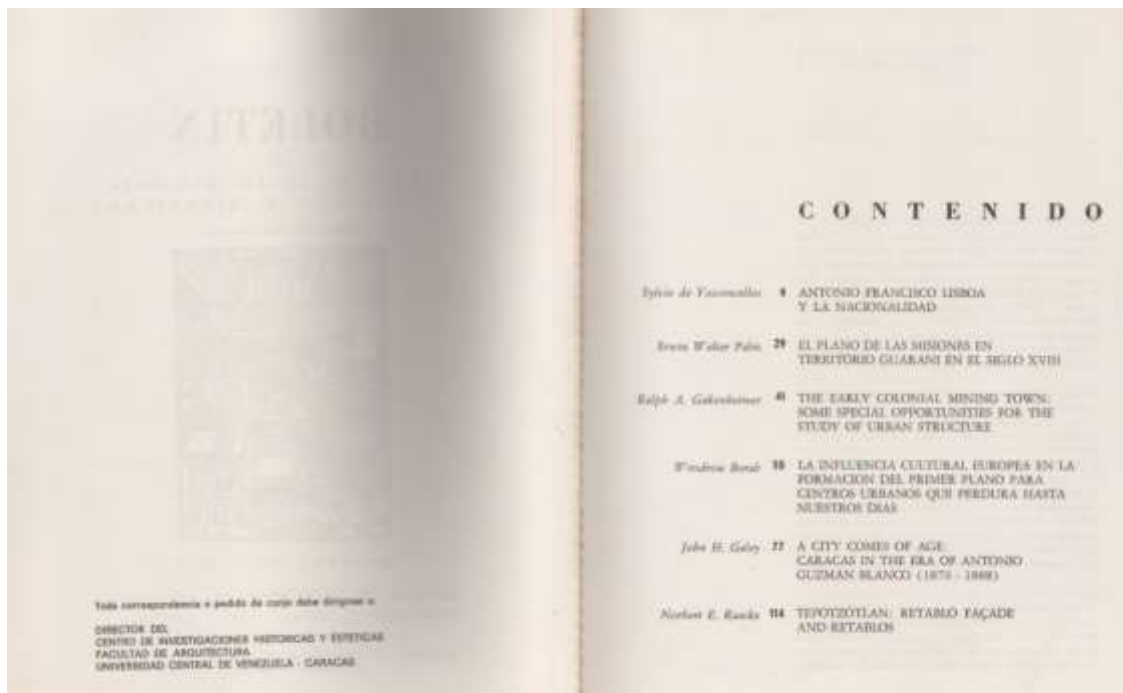 BOLETIN
Toda correspondencia o pedido de canje debe dirigirse a:
DIRECTOR DEL
CENTRO DE INVESTIGACIONES HISTORICAS Y ESTETICAS
FACULTAD DE ARQUITECTURA
UNIVERSIDAD CENTRAL DE VENEZUELA - CARACAS
CONTENIDO
Sylvio de Vasconcellos 9 ANTONIO FRANCISCO LISBOA
Y LA NACIONALIDAD
Erwin Walter Palm 29 EL PLANO DE LAS MISIONES EN
TERRITORIO GUARANI EN EL SIGLO XVIII
Ralph A. Gakenheimer 41 THE EARLY COLONIAL MINING TOWN:
SOME SPECIAL OPPORTUNITIES FOR THE
STUDY OF URBAN STRUCTURE
Woodrow Borah LA INFLUENCIA CULTURAL EUROPEA EN LA
FORMACION DEL PRIMER PLANO PARA
CENTROS URBANOS QUE PERDURA HASTA
NUESTROS DIAS
John H. Galey 77 A CITY COMES OF AGE:
CARACAS IN THE ERA OF ANTONIO
GUZMAN BLANCO (1870 - 1888)
Norbert E. 114 TEPOTZOTLAN: RETABLO FAÇADE
AND RETABLOS